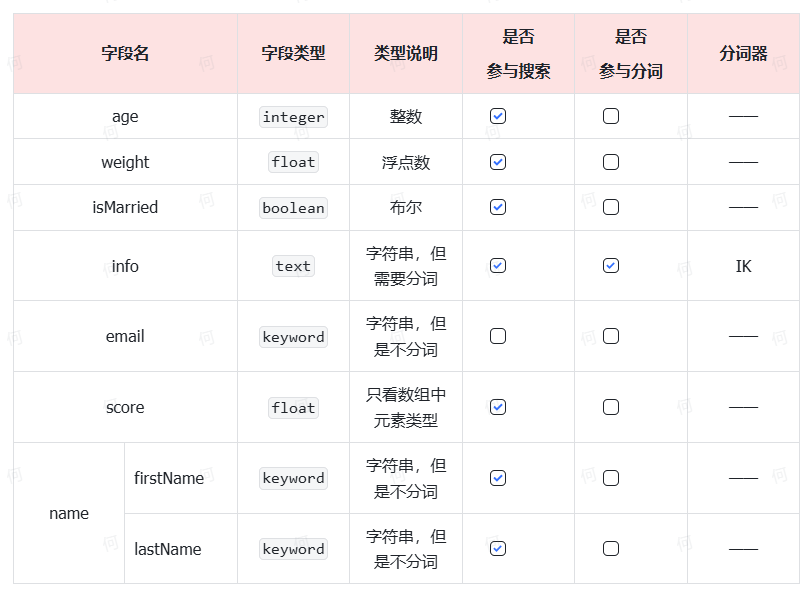 字段名 字段类型 类型说明 是否 参与搜索 是否 参与分词 分词器
age integer 整数 ——
weight float 浮点数 ——
isMarried boolean 布尔 ——
info text 字符串，但 需要分词 IK
email keyword 字符串，但 是不分词 ——
score float 只看数组中 元素类型 ——
name firstName keyword 字符串，但 是不分词 ——
lastName keyword 字符串，但 是不分词 ——
何